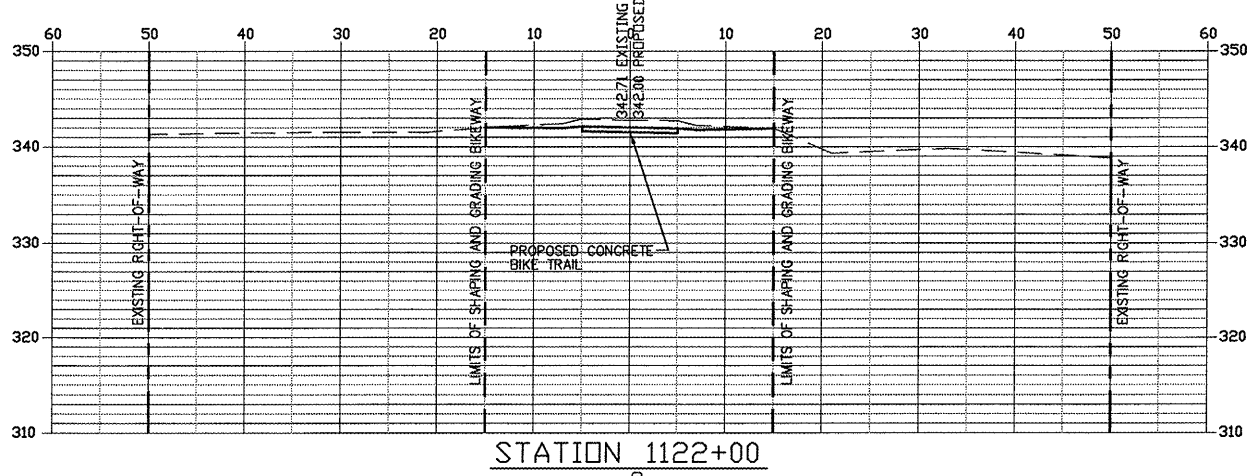 342.71 EXISTING
342.00 PROPOSED
60 50 40 30 20 10 0 10 20 30 40 50 60
350 350
340 340
330 330
320 320
310 310
EXISTING RIGHT-OF-WAY
LIMITS OF SHAPING AND GRADING BIKEWAY
PROPOSED CONCRETE
BIKE TRAIL
LIMITS OF SHAPING AND GRADING BIKEWAY
EXISTING RIGHT-OF-WAY
STATION 1122+00